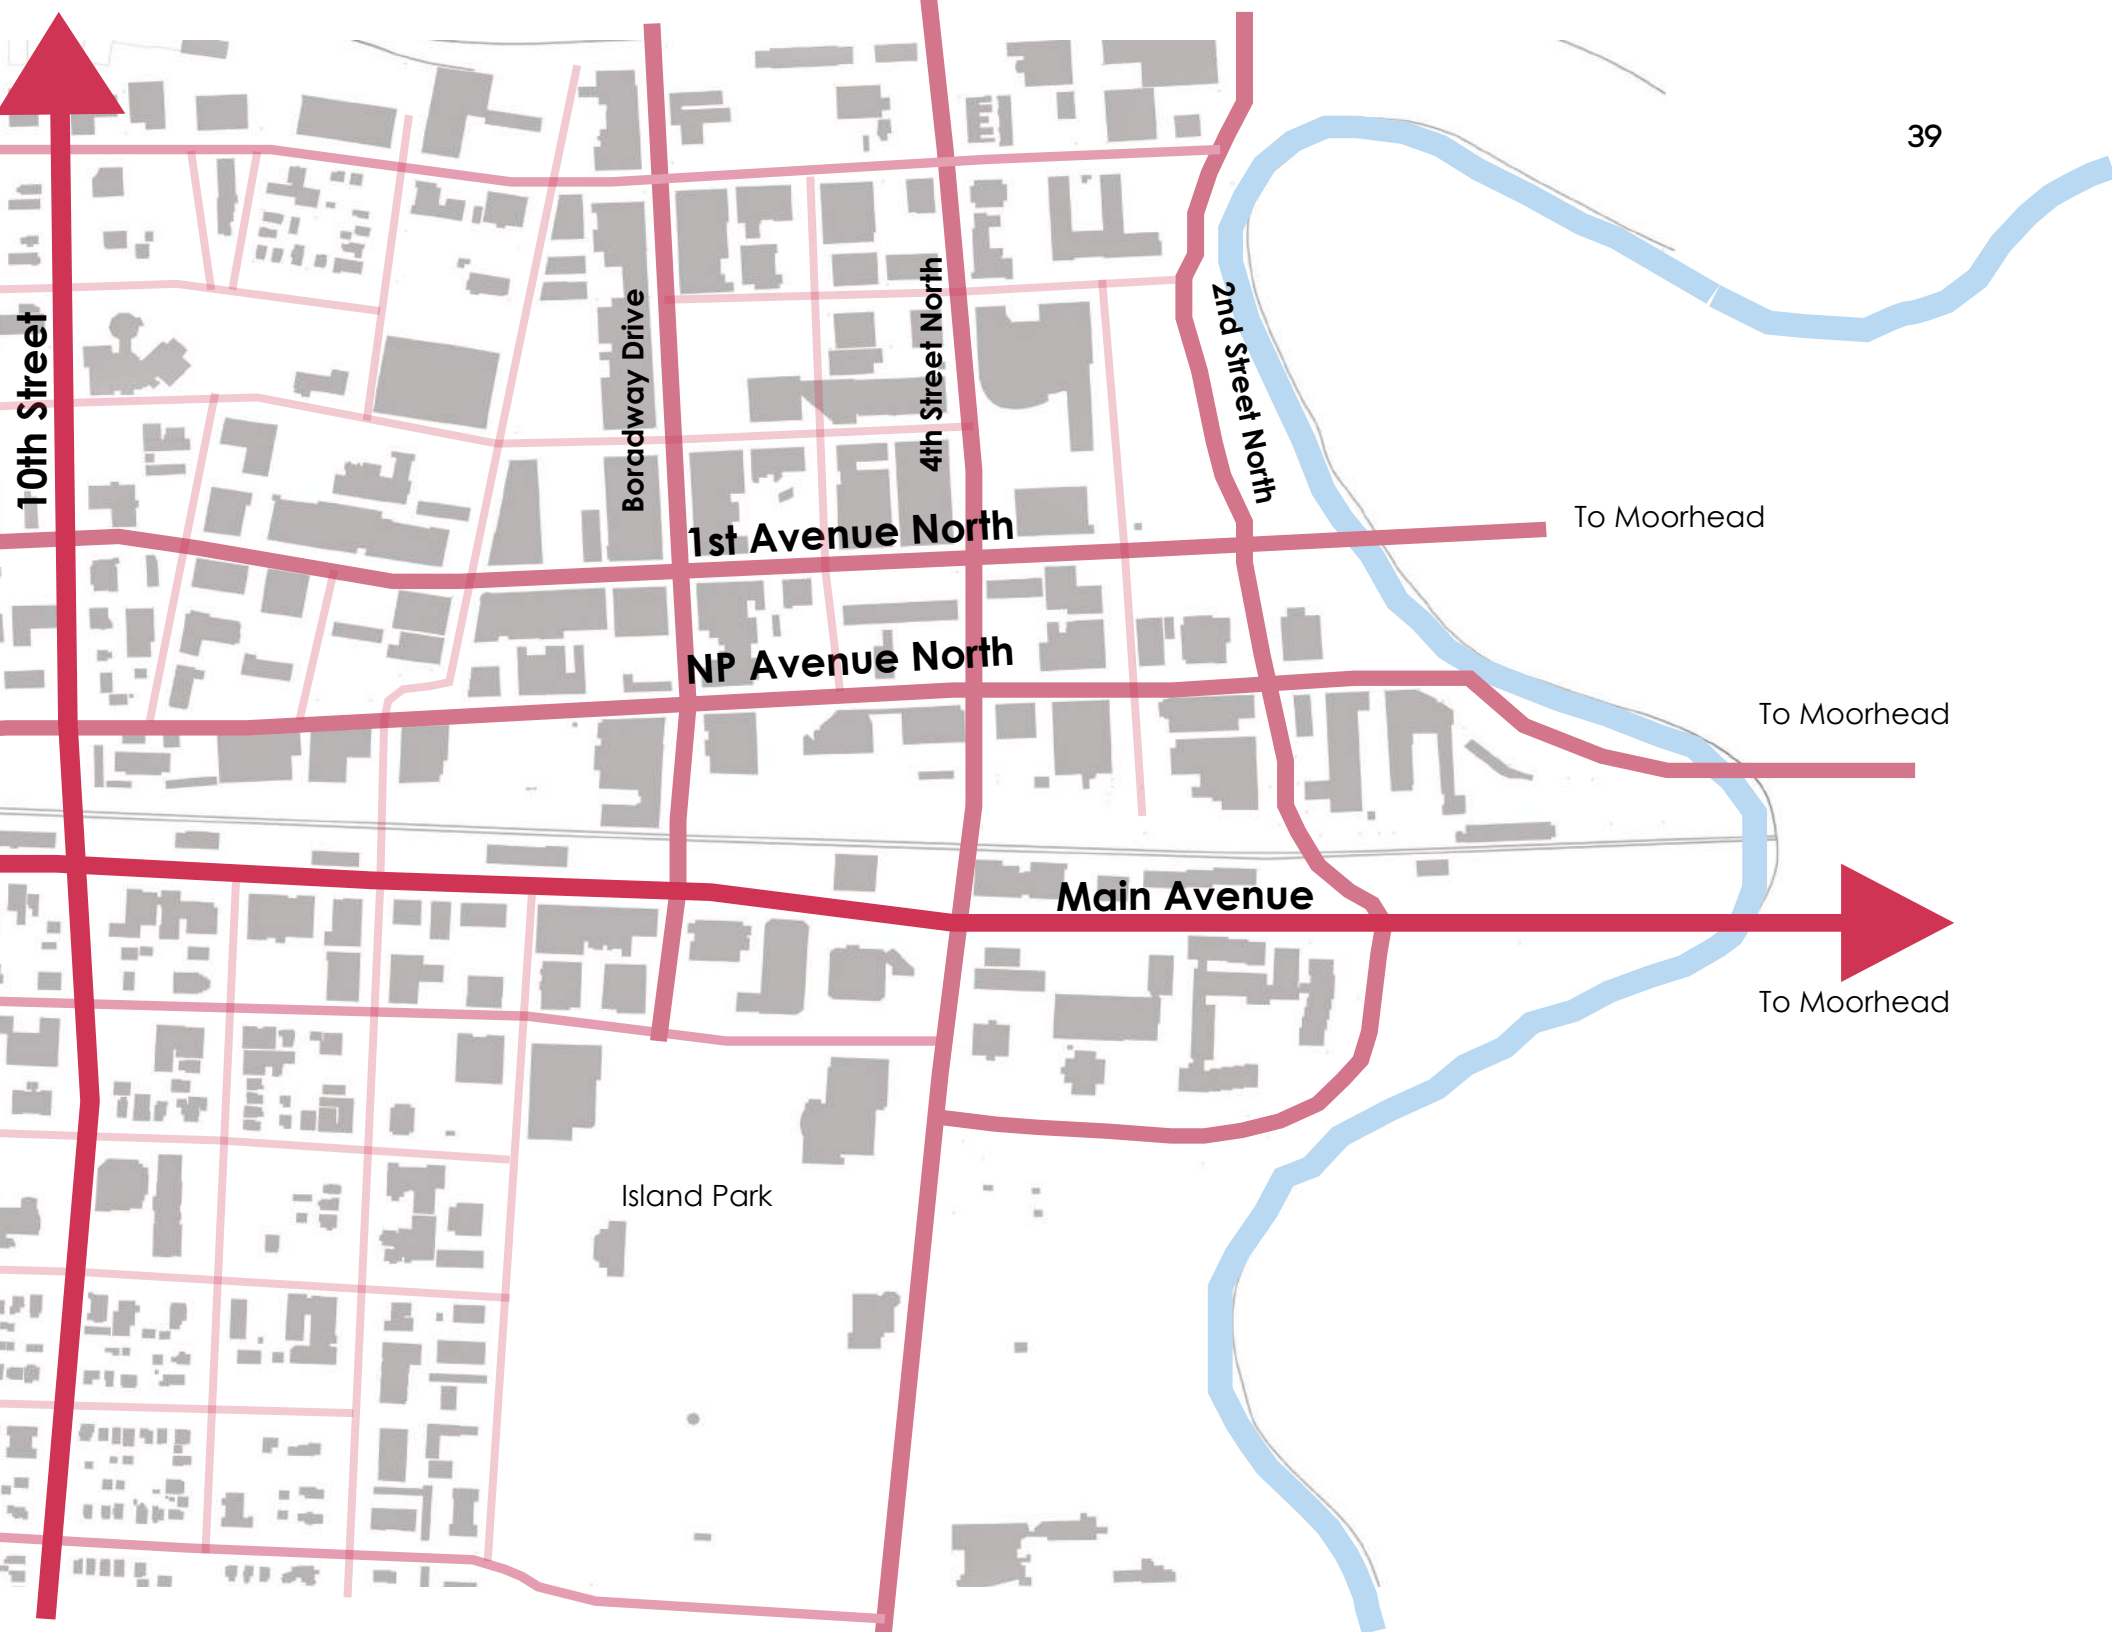 39
10th Street
Boradway Drive
4th Street North
2nd Street North
1st Avenue North
To Moorhead
NP Avenue North
To Moorhead
Main Avenue
To Moorhead
Island Park